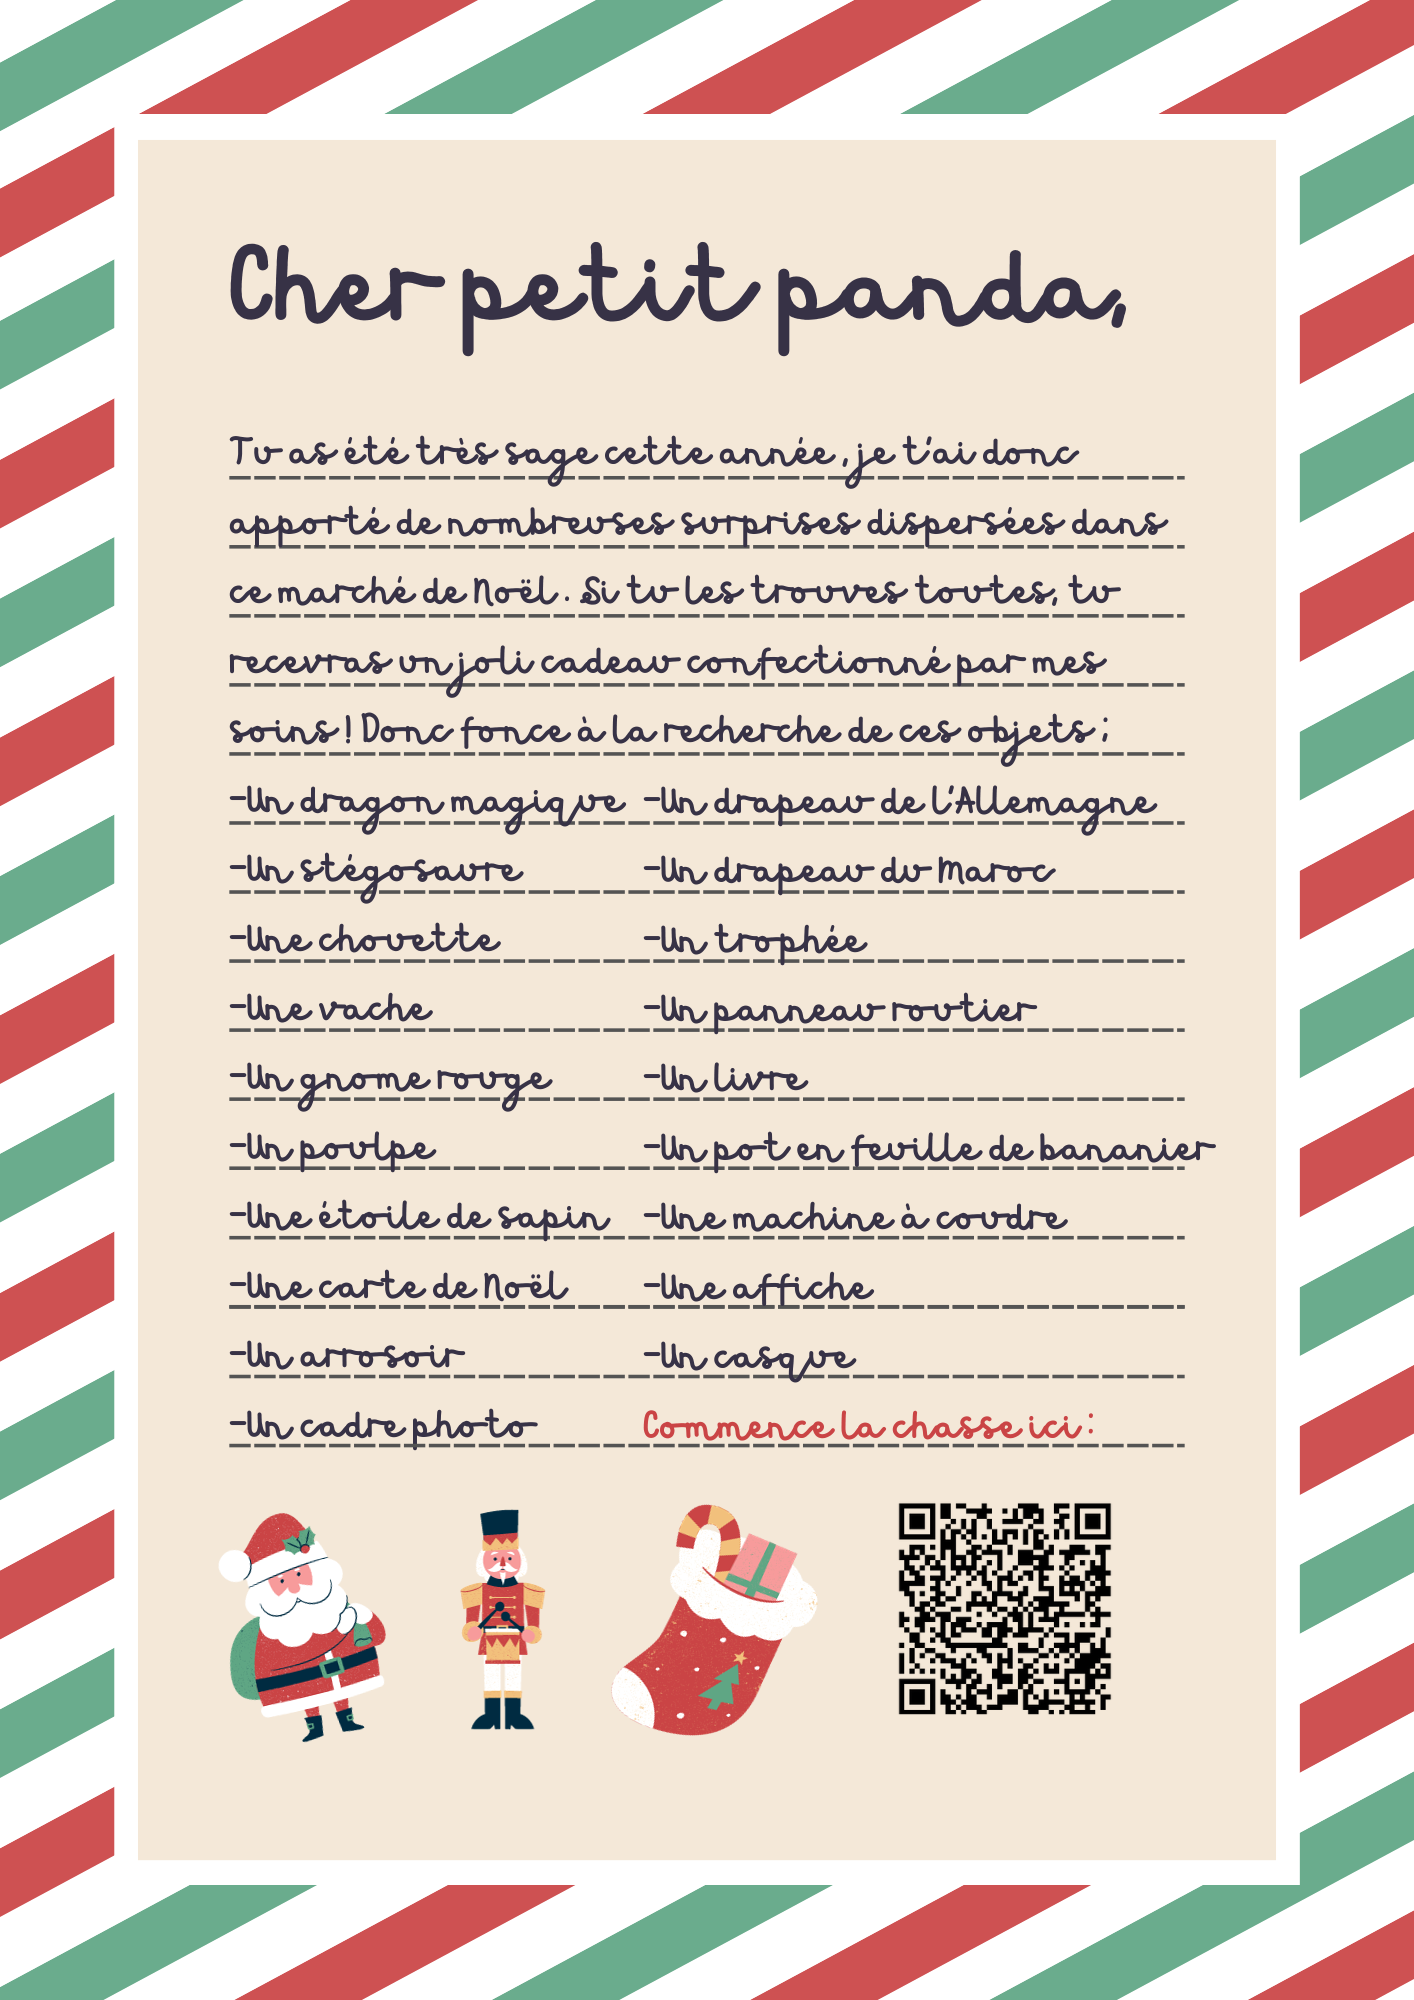 Cher petit panda,
Tu as été très sage cette année, je t'ai donc
apporté de nombreuses surprises dispersées dans
ce marché de Noël. Si tu les trouves toutes, tu
recevras un joli cadeau confectionné par mes
soins ! Donc fonce à la recherche de ces objets ;
-Un dragon magique -Un drapeau de l'Allemagne
-Un stégosaure -Un drapeau du Maroc
-Une chouette -Un trophée
-Une vache -Un panneau routier
-Un gnome rouge -Un livre
-Un poulpe -Un pot en feuille de bananier
-Une étoile de sapin -Une machine à coudre
-Une carte de Noël -Une affiche
-Un arrosoir -Un casque
-Un cadre photo Commence la chasse ici :